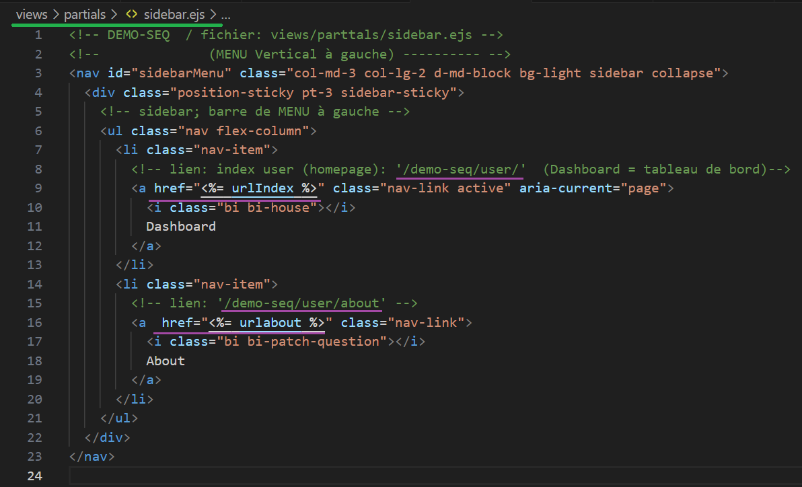 views > partials > <> sidebar.ejs > ...
1 <!-- DEMO-SEQ  / fichier: views/parttals/sidebar.ejs -->
2 <!--              (MENU Vertical à gauche) ---------- -->
3 <nav id="sidebarMenu" class="col-md-3 col-lg-2 d-md-block bg-light sidebar collapse">
4   <div class="position-sticky pt-3 sidebar-sticky">
5     <!-- sidebar; barre de MENU à gauche -->
6     <ul class="nav flex-column">
7       <li class="nav-item">
8         <!-- lien: index user (homepage): '/demo-seq/user/'  (Dashboard = tableau de bord)-->
9         <a href="<%= urlIndex %>" class="nav-link active" aria-current="page">
10           <i class="bi bi-house"></i>
11           Dashboard
12         </a>
13       </li>
14       <li class="nav-item">
15         <!-- lien: '/demo-seq/user/about' -->
16         <a  href="<%= urlabout %>" class="nav-link">
17           <i class="bi bi-patch-question"></i>
18           About
19         </a>
20       </li>
21     </ul>
22   </div>
23 </nav>
24